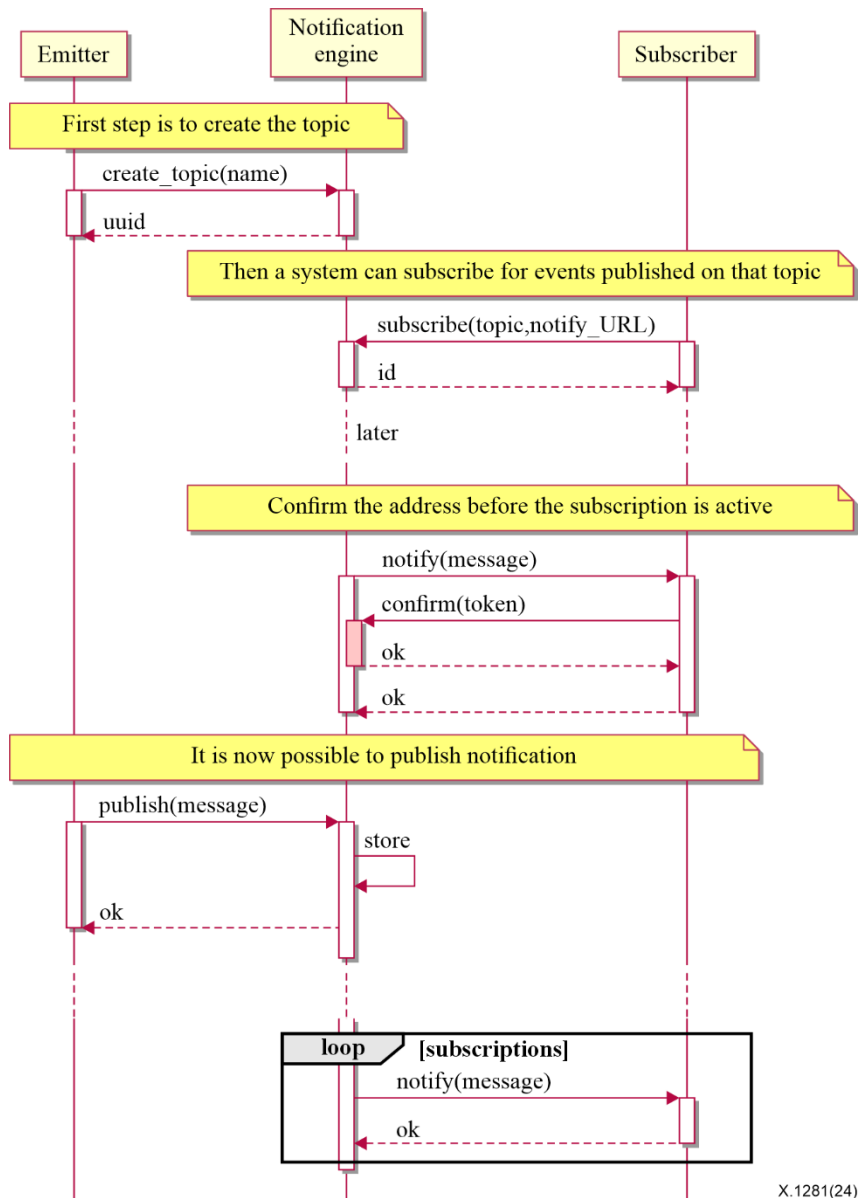 Emitter
Notification
engine
Subscriber
First step is to create the topic
create_topic(name)
uuid
Then a system can subscribe for events published on that topic
subscribe(topic,notify_URL)
id
later
Confirm the address before the subscription is active
notify(message)
confirm(token)
ok
ok
It is now possible to publish notification
publish(message)
store
ok
loop [subscriptions]
notify(message)
ok
X.1281(24)